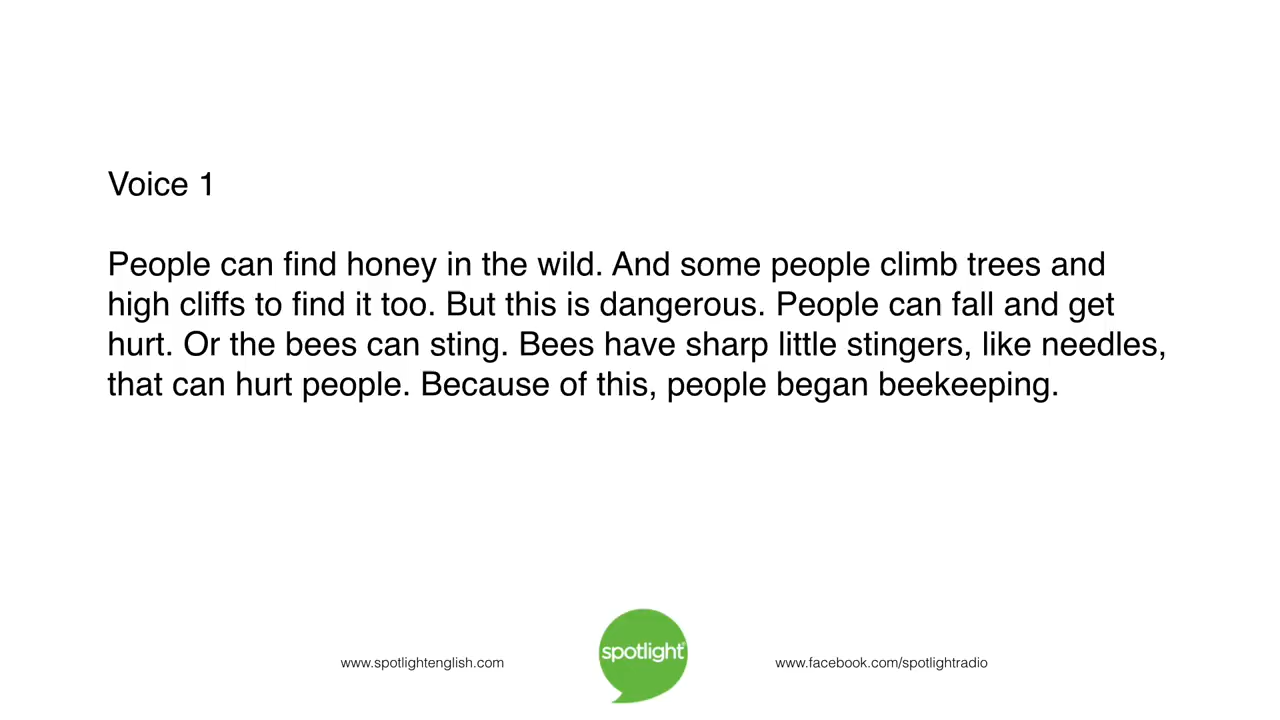 Voice 1
People can find honey in the wild. And some people climb trees and
high cliffs to find it too. But this is dangerous. People can fall and get
hurt. Or the bees can sting. Bees have sharp little stingers, like needles,
that can hurt people. Because of this, people began beekeeping.
www.spotlightenglish.com
spotlight
www.facebook.com/spotlightradio